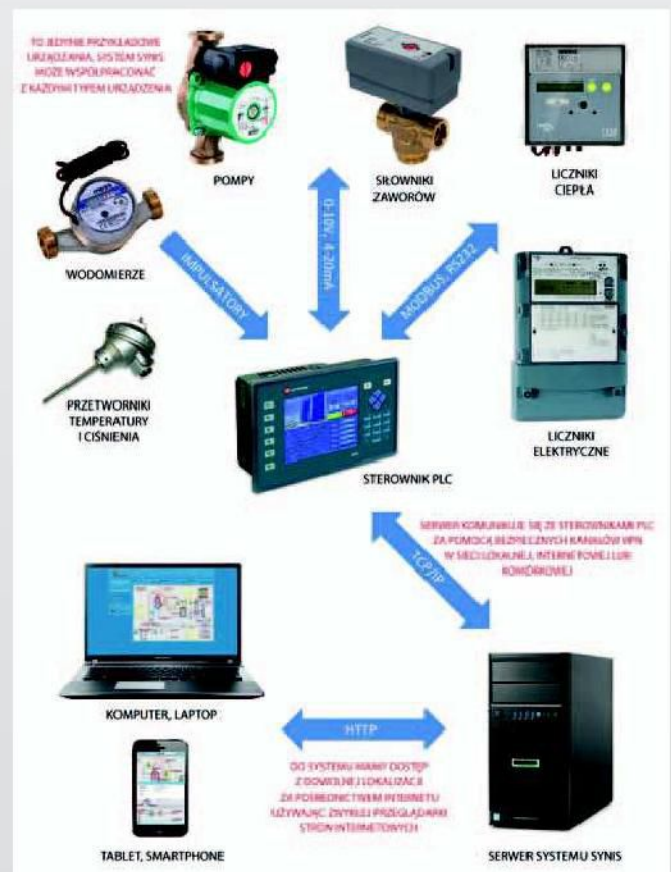 TO JEDYNIE PRZYKŁADOWE
URZĄDZENIA, SYSTEM SYNIS
MOŻE WSPÓŁPRACOWAĆ
Z KAŻDYM TYPEM URZĄDZENIA
POMPY
SŁOWNIKI
ZAWORÓW
LICZNIKI
CIEPŁA
WODOMIERZE
IMPULSATORY
0-10V, 4-20mA
MODBUS, RS232
PRZETWORNIKI
TEMPERATURY
I CIŚNIENIA
STEROWNIK PLC
LICZNIKI
ELEKTRYCZNE
SERWER KOMUNIKUJE SIĘ ZE STEROWNIKAMI PLC
ZA POMOCĄ BEZPIECZNYCH KANAŁÓW VPN
W SIECI LOKALNEJ, INTERNETOWEJ LUB
KOMÓRKOWEJ
TCP/IP
KOMPUTER, LAPTOP
HTTP
DO SYSTEMU MAMY DOSTĘP
Z DOWOLNEJ LOKALIZACJI
ZA POŚREDNICTWEM INTERNETU
UŻYWAJĄC ZWYKŁEJ PRZEGLĄDARKI
STRON INTERNETOWYCH
TABLET, SMARTPHONE
SERWER SYSTEMU SYNIS